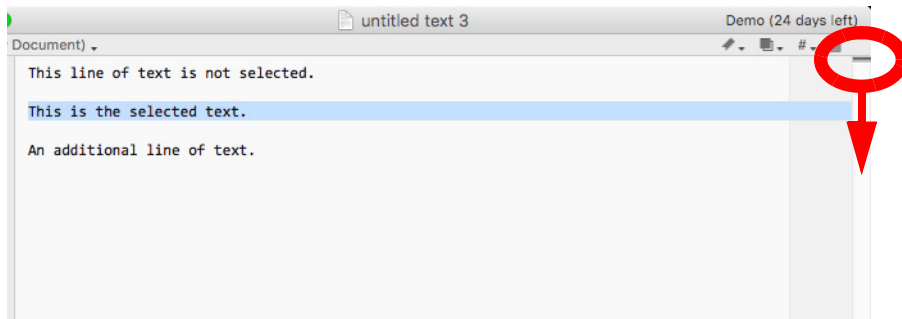 untitled text 3
Demo (24 days left)
Document)
#
This line of text is not selected.
This is the selected text.
An additional line of text.